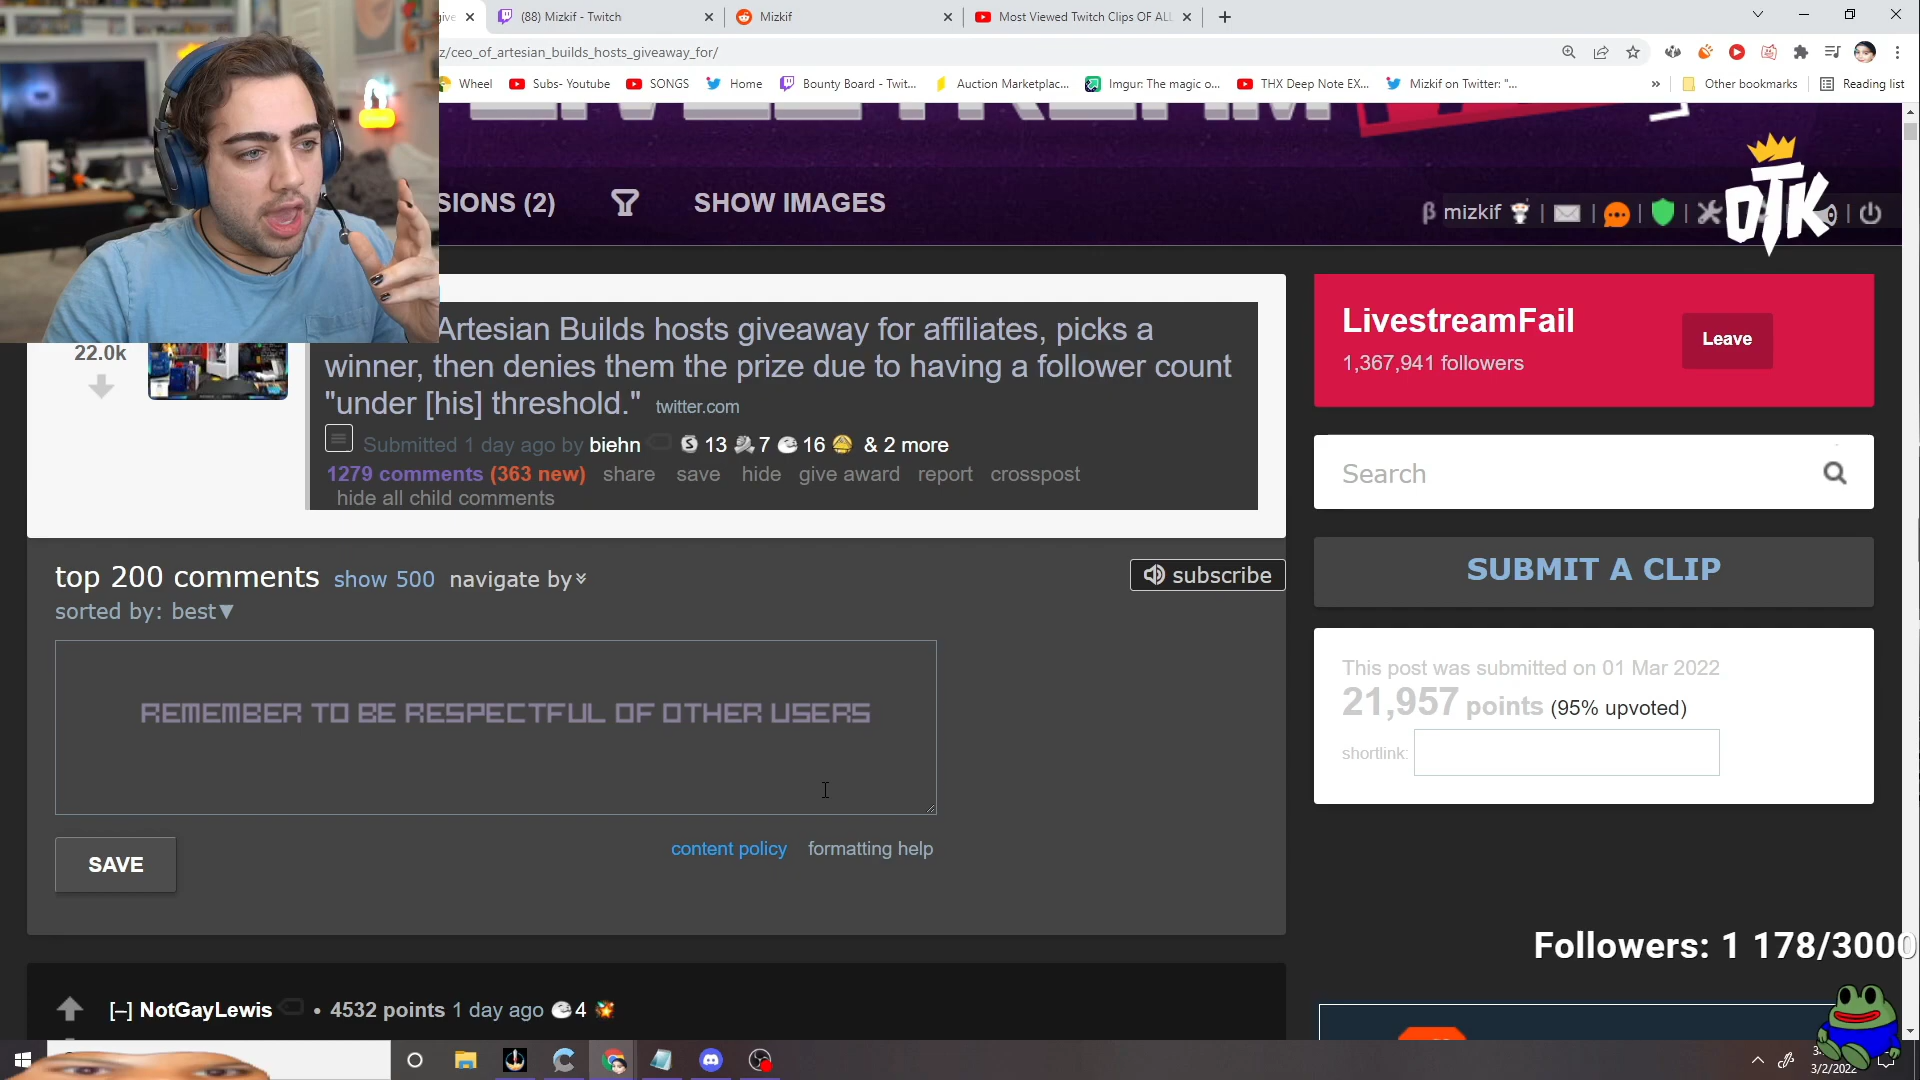 give
(88) Mizkif - Twitch
Mizkif
Most Viewed Twitch Clips OF ALL
z/ceo_of_artesian_builds_hosts_giveaway_for/
Wheel
Subs- Youtube
SONGS
Home
Bounty Board - Twit...
Auction Marketplac...
Imgur: The magic o...
THX Deep Note EX...
Mizkif on Twitter: "...
»
Other bookmarks
Reading list
SIONS (2)
SHOW IMAGES
β mizkif
OTK
22.0k
Artesian Builds hosts giveaway for affiliates, picks a
winner, then denies them the prize due to having a follower count
"under [his] threshold." twitter.com
Submitted 1 day ago by biehn 13 7 16 & 2 more
1279 comments (363 new) share save hide give award report crosspost
hide all child comments
LivestreamFail
1,367,941 followers
Leave
Search
top 200 comments show 500 navigate by
subscribe
sorted by: best▼
SUBMIT A CLIP
REMEMBER TO BE RESPECTFUL OF OTHER USERS
This post was submitted on 01 Mar 2022
21,957 points (95% upvoted)
shortlink:
SAVE
content policy formatting help
Followers: 1 178/3000
[–] NotGayLewis • 4532 points 1 day ago 4
3/2/2022